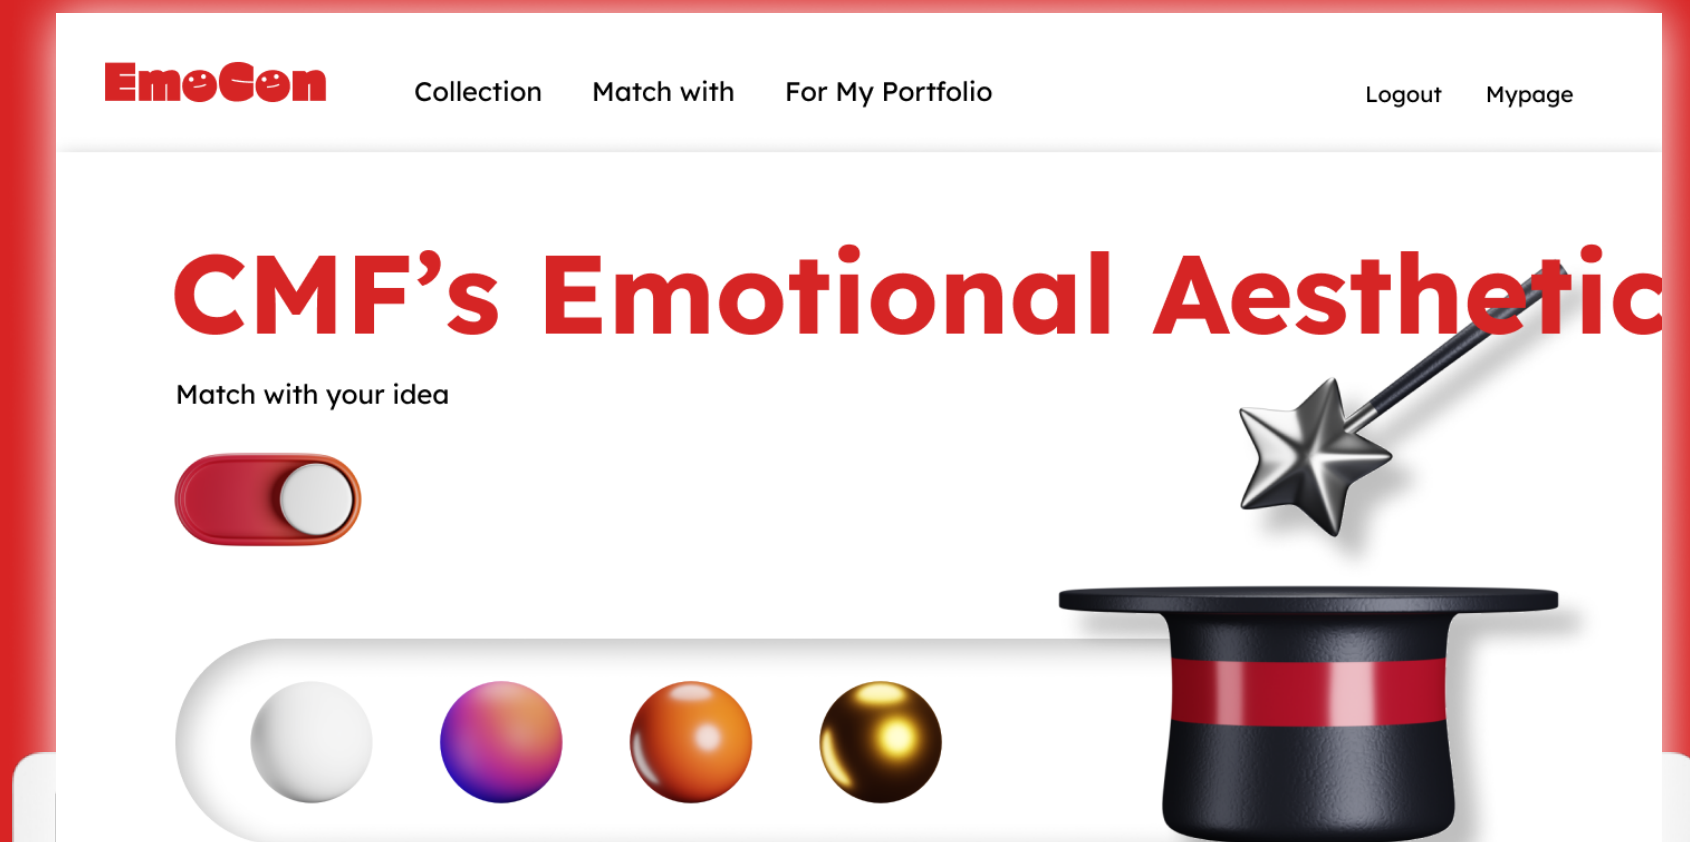 EmoCon
Collection Match with For My Portfolio
Logout Mypage
CMF’s Emotional Aesthetic
Match with your idea